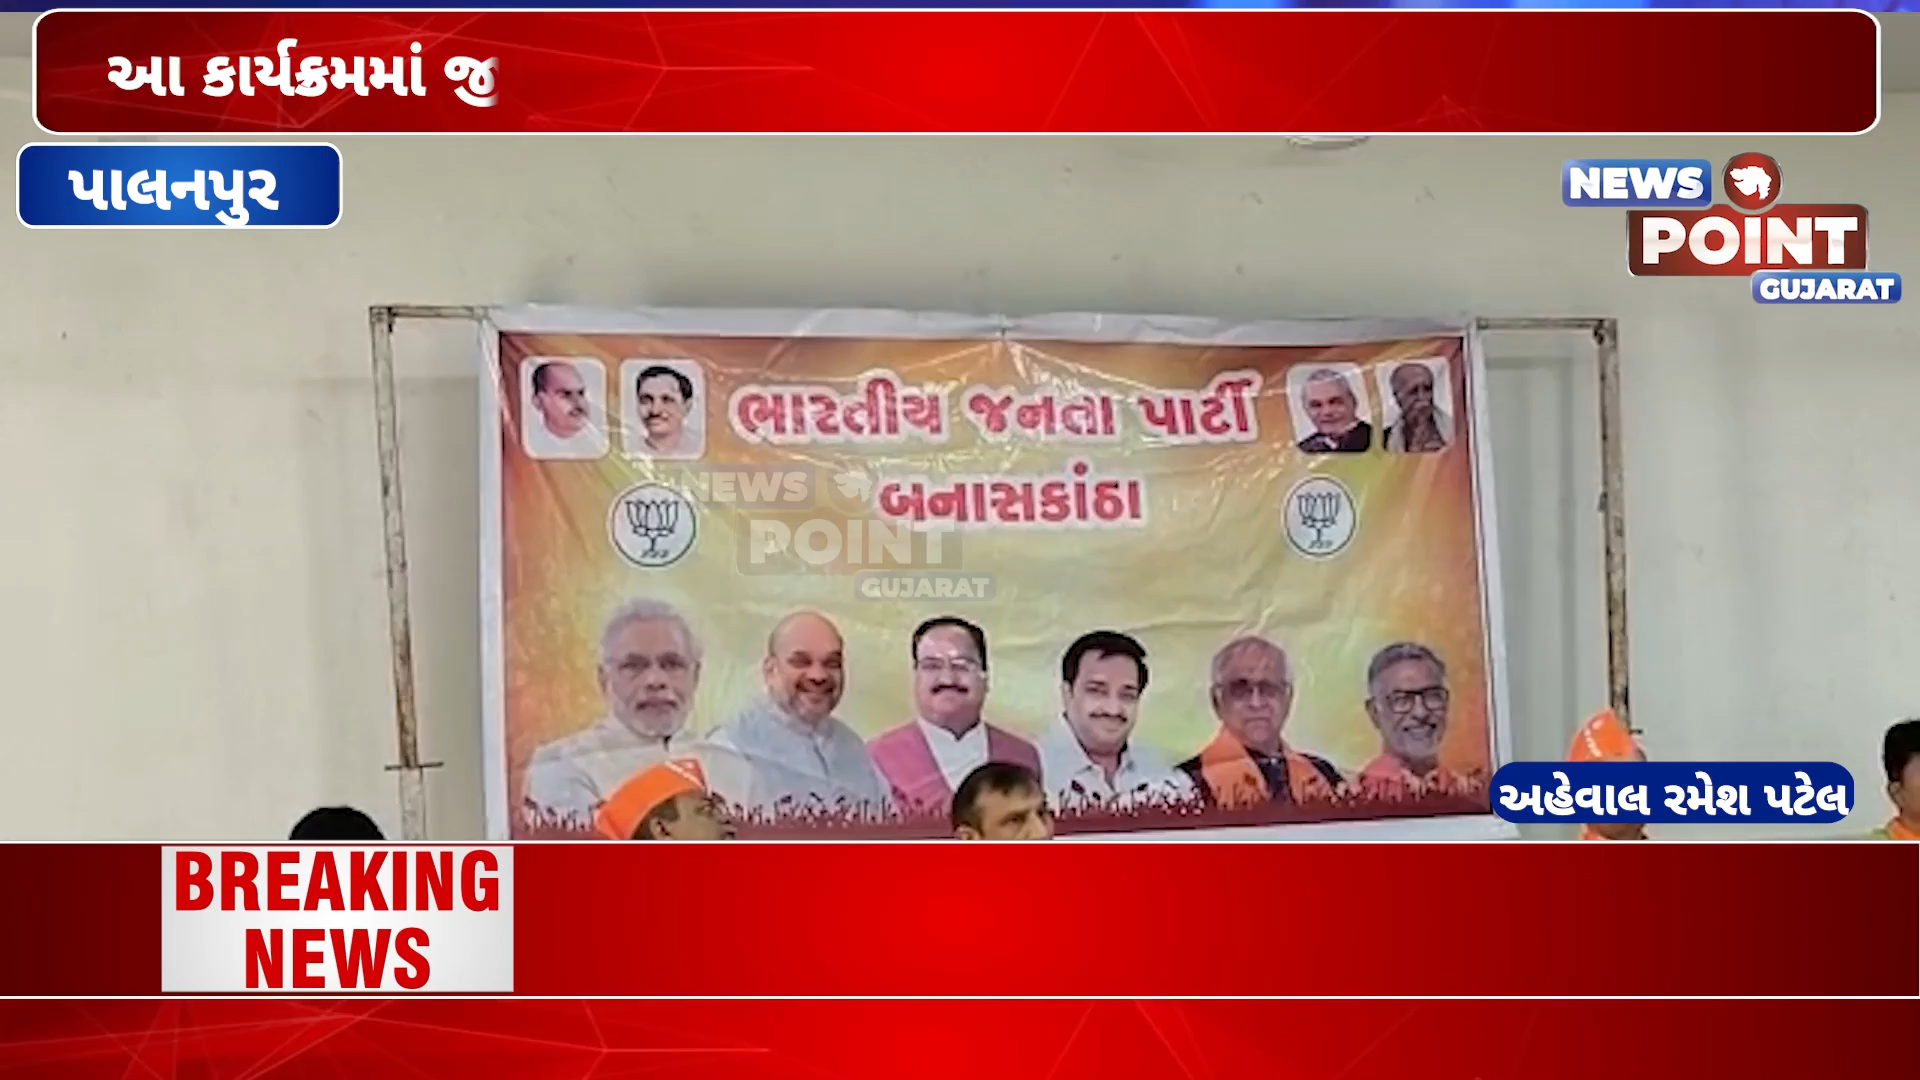 આ કાર્યક્રમમાં જી
પાલનપુર
NEWS
POINT
GUJARAT
ભારતીય જનતા પાર્ટી
બનાસકાંઠા
NEWS
POINT
GUJARAT
અહેવાલ રમેશ પટેલ
BREAKING
NEWS